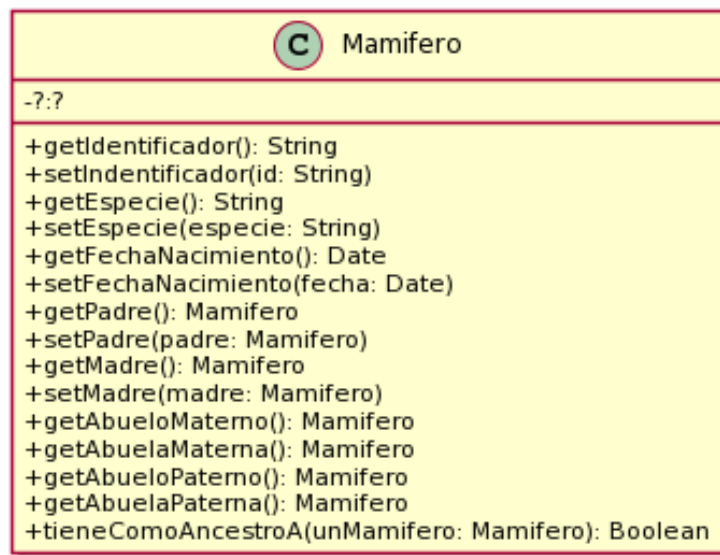 C Mamifero
-?:?
+getIdentificador(): String
+setIndentificador(id: String)
+getEspecie(): String
+setEspecie(especie: String)
+getFechaNacimiento(): Date
+setFechaNacimiento(fecha: Date)
+getPadre(): Mamifero
+setPadre(padre: Mamifero)
+getMadre(): Mamifero
+setMadre(madre: Mamifero)
+getAbueloMaterno(): Mamifero
+getAbuelaMaterna(): Mamifero
+getAbueloPaterno(): Mamifero
+getAbuelaPaterna(): Mamifero
+tieneComoAncestroA(unMamifero: Mamifero): Boolean